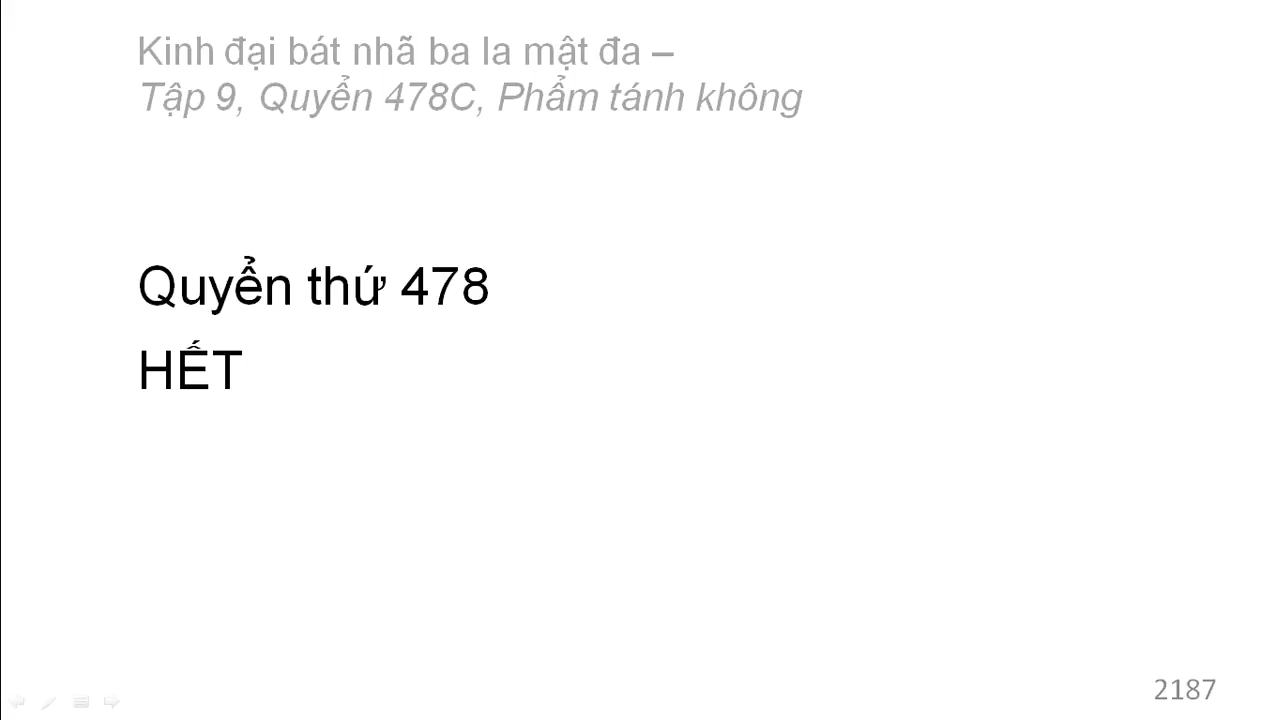 Kinh đại bát nhã ba la mật đa –
Tập 9, Quyển 478C, Phẩm tánh không
Quyển thứ 478
HẾT
2187